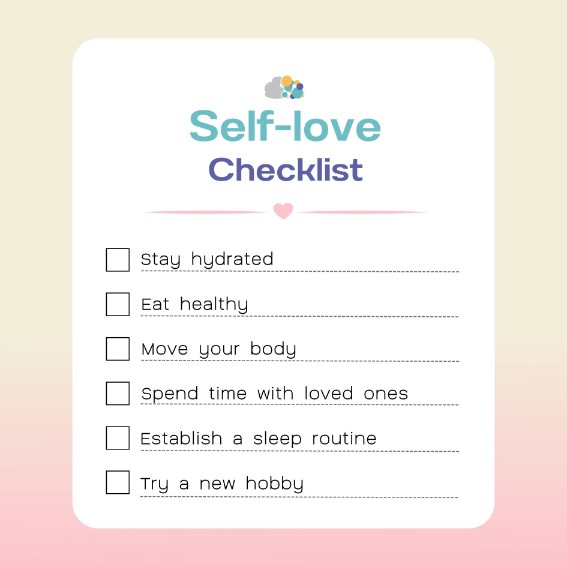 Self-love
Checklist
Stay hydrated
Eat healthy
Move your body
Spend time with loved ones
Establish a sleep routine
Try a new hobby